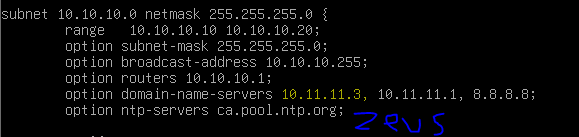 subnet 10.10.10.0 netmask 255.255.255.0 {
range 10.10.10.10 10.10.10.20;
option subnet-mask 255.255.255.0;
option broadcast-address 10.10.10.255;
option routers 10.10.10.1;
option domain-name-servers 10.11.11.3, 10.11.11.1, 8.8.8.8;
option ntp-servers ca.pool.ntp.org;
zeus